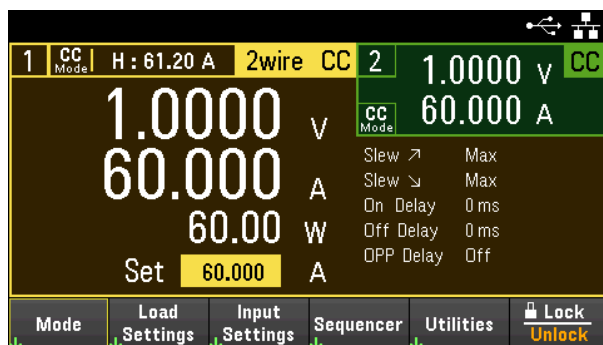 1 CC Mode H : 61.20 A 2wire CC
1.0000 V
60.000 A
60.00 W
Set 60.000 A
2 1.0000 V CC
CC Mode 60.000 A
Slew ↗ Max
Slew ↘ Max
On Delay 0 ms
Off Delay 0 ms
OPP Delay Off
Mode
Load Settings
Input Settings
Sequencer
Utilities
Lock
Unlock